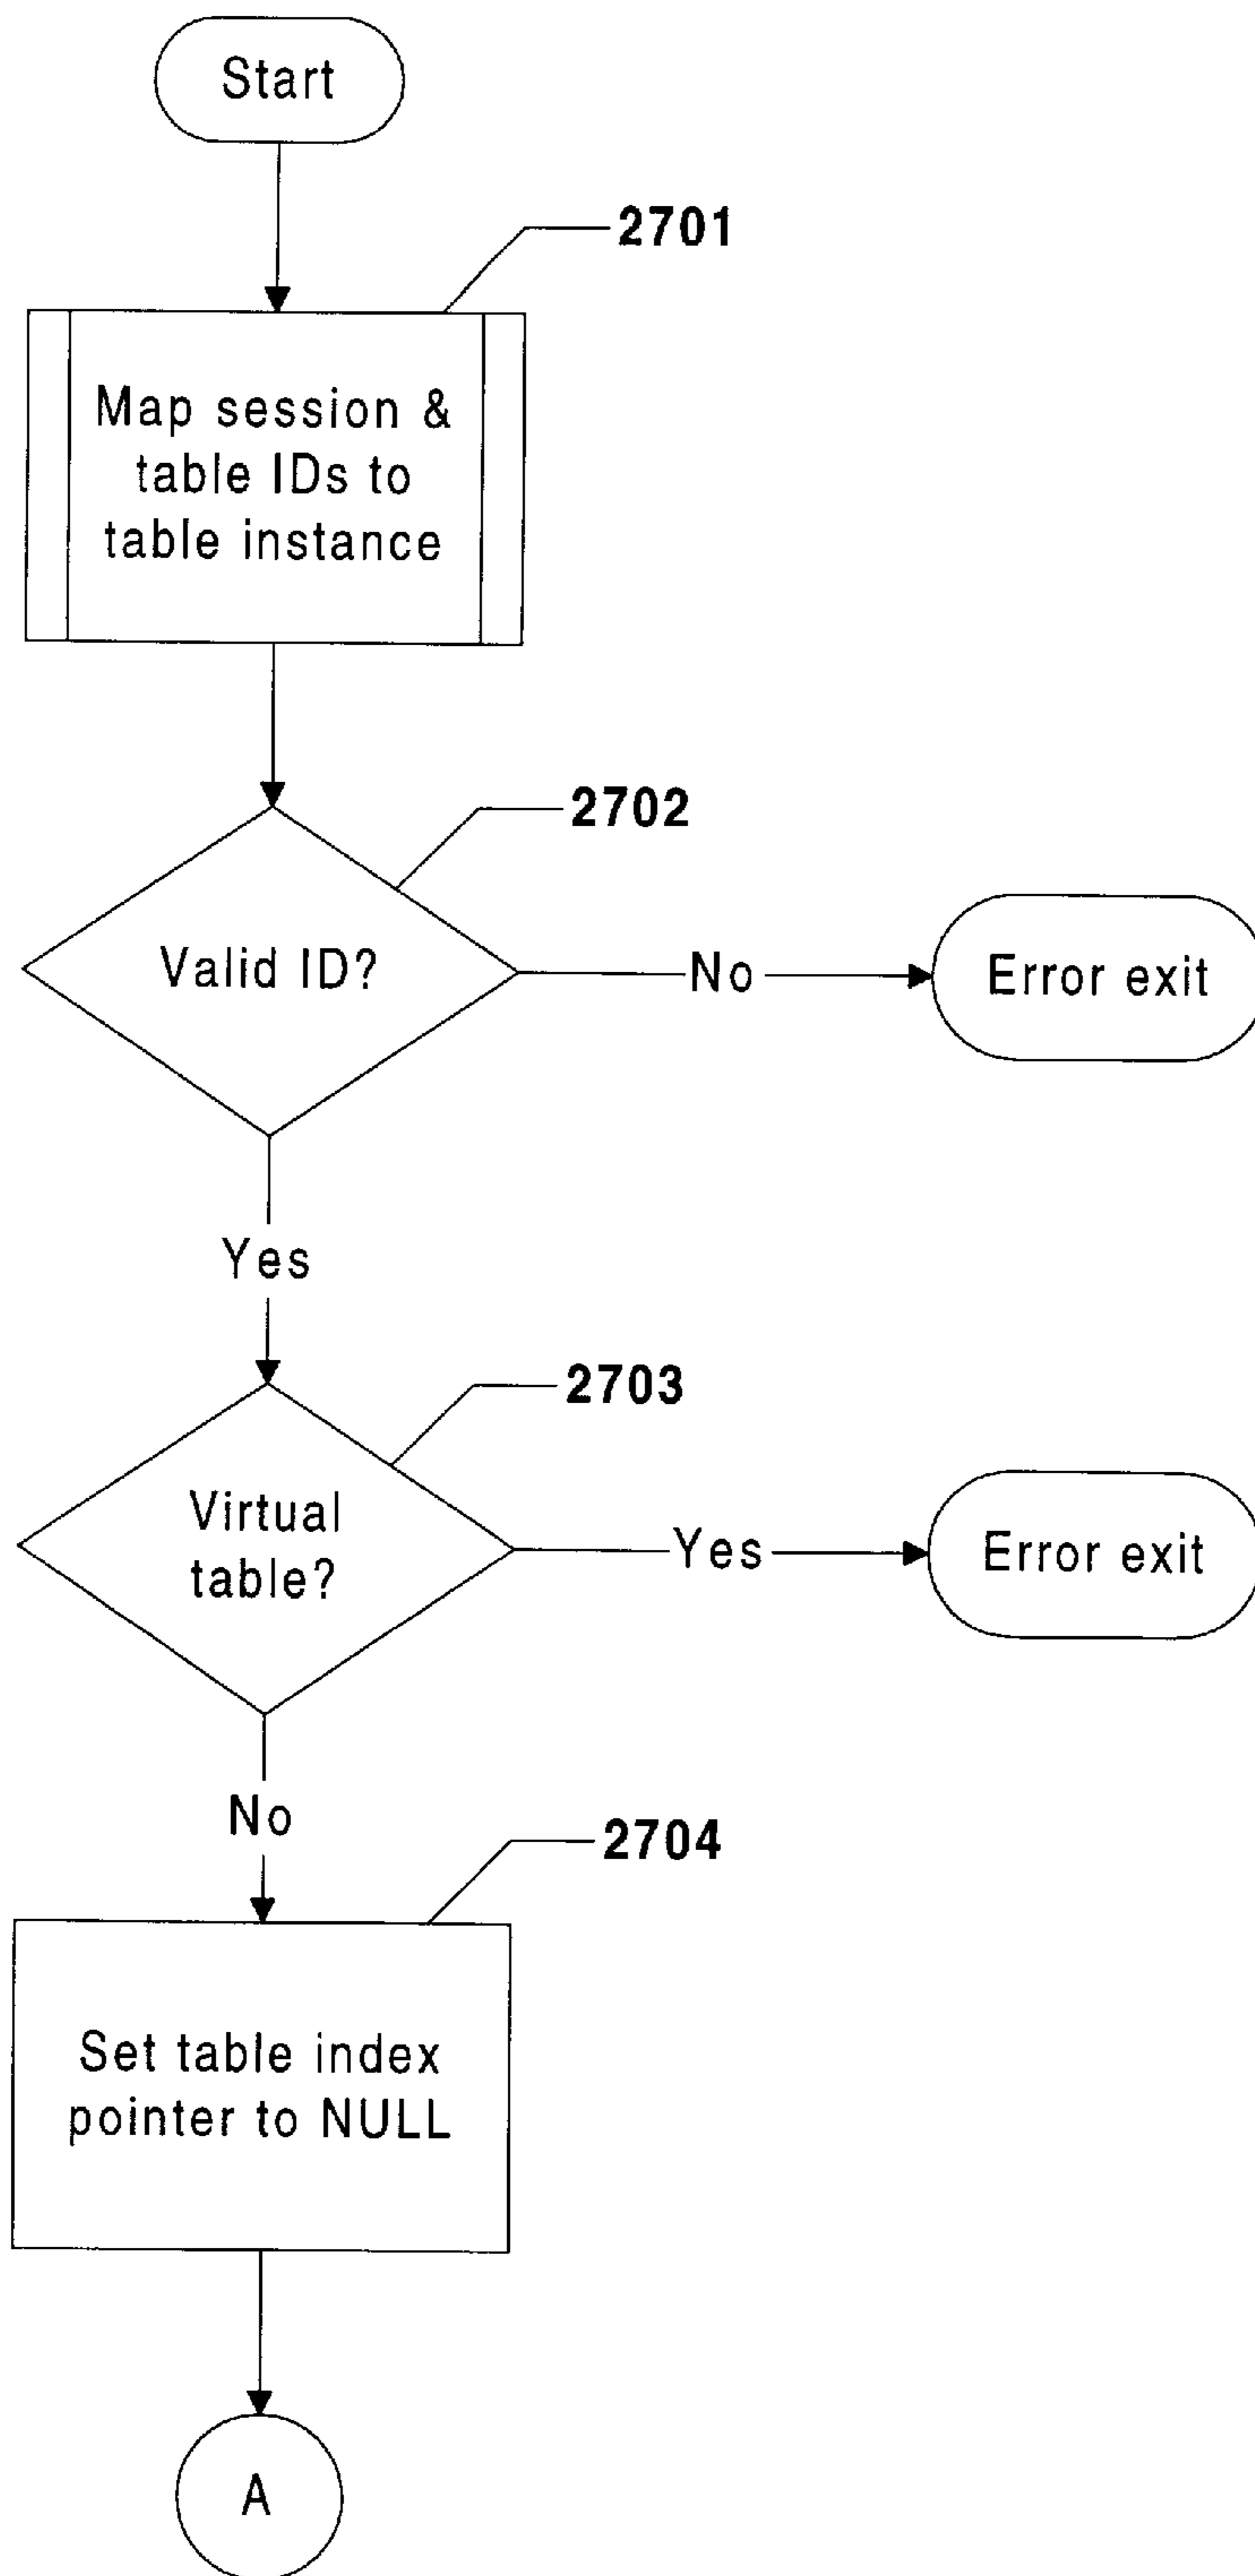 Start
2701
Map session &
table IDs to
table instance
2702
Valid ID?
No
Error exit
Yes
2703
Virtual
table?
Yes
Error exit
No
2704
Set table index
pointer to NULL
A